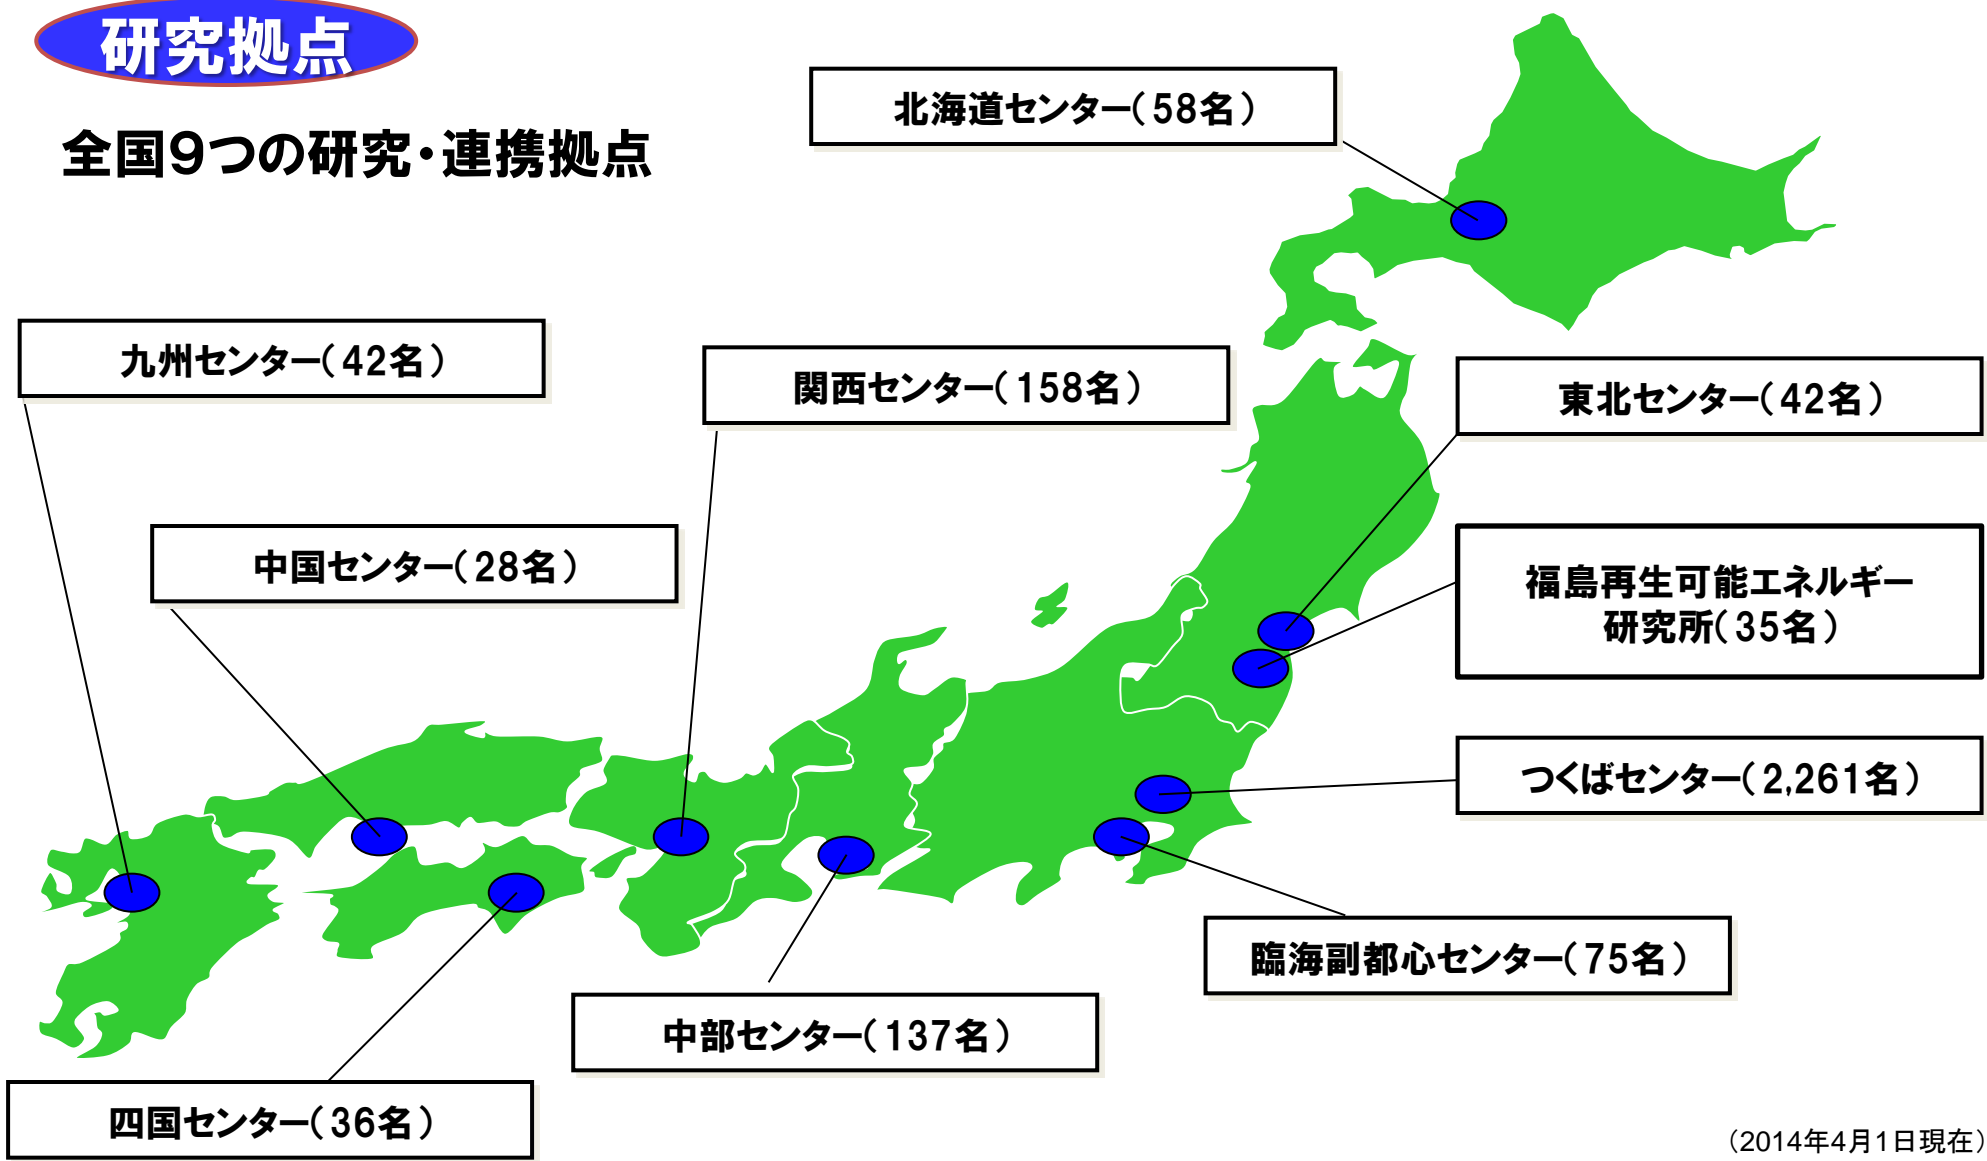 研究拠点
全国９つの研究・連携拠点
北海道センター（58名）
九州センター（42名）
関西センター（158名）
東北センター（42名）
中国センター（28名）
福島再生可能エネルギー
研究所（35名）
つくばセンター（2,261名）
臨海副都心センター（75名）
中部センター（137名）
四国センター（36名）
（2014年4月1日現在）